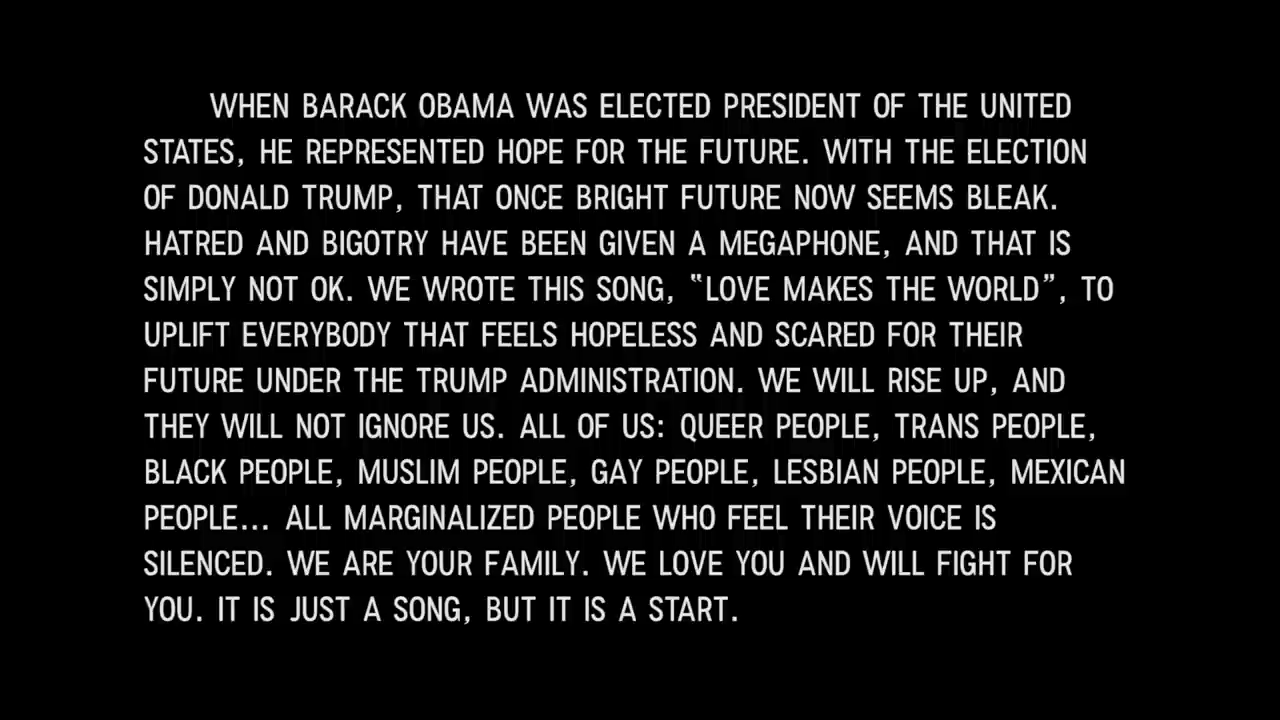 WHEN BARACK OBAMA WAS ELECTED PRESIDENT OF THE UNITED
STATES, HE REPRESENTED HOPE FOR THE FUTURE. WITH THE ELECTION
OF DONALD TRUMP, THAT ONCE BRIGHT FUTURE NOW SEEMS BLEAK.
HATRED AND BIGOTRY HAVE BEEN GIVEN A MEGAPHONE, AND THAT IS
SIMPLY NOT OK. WE WROTE THIS SONG, “LOVE MAKES THE WORLD”, TO
UPLIFT EVERYBODY THAT FEELS HOPELESS AND SCARED FOR THEIR
FUTURE UNDER THE TRUMP ADMINISTRATION. WE WILL RISE UP, AND
THEY WILL NOT IGNORE US. ALL OF US: QUEER PEOPLE, TRANS PEOPLE,
BLACK PEOPLE, MUSLIM PEOPLE, GAY PEOPLE, LESBIAN PEOPLE, MEXICAN
PEOPLE... ALL MARGINALIZED PEOPLE WHO FEEL THEIR VOICE IS
SILENCED. WE ARE YOUR FAMILY. WE LOVE YOU AND WILL FIGHT FOR
YOU. IT IS JUST A SONG, BUT IT IS A START.